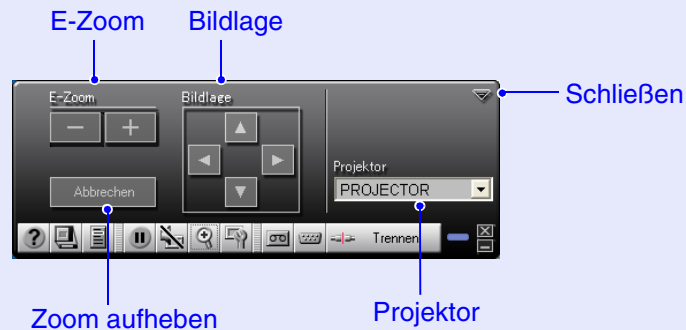 E-Zoom Bildlage
Schließen
E-Zoom Bildlage
− +
Projektor
PROJECTOR
Abbrechen
? Trennen
Zoom aufheben Projektor